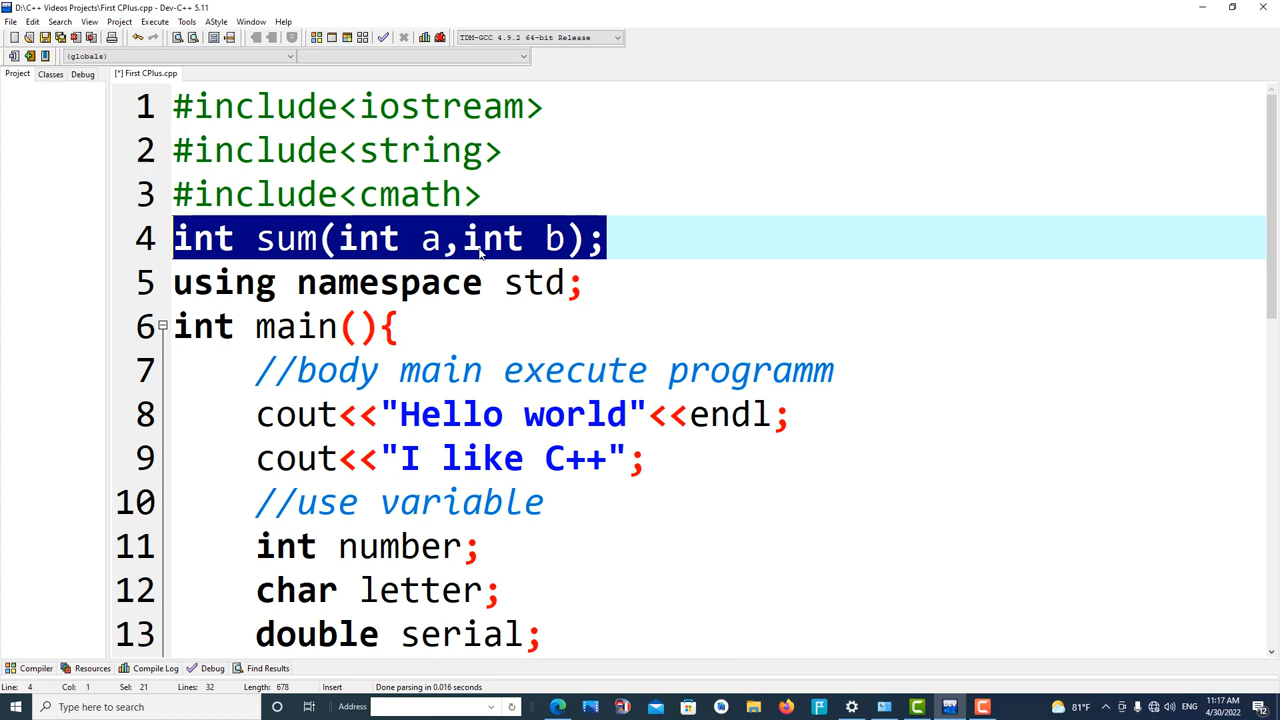 D:\C++ Videos Projects\First CPlus.cpp - Dev-C++ 5.11
File Edit Search View Project Execute Tools AStyle Window Help
TDM-GCC 4.9.2 64-bit Release
(globals)
Project Classes Debug [*] First CPlus.cpp
1 #include<iostream>
2 #include<string>
3 #include<cmath>
4 int sum(int a,int b);
5 using namespace std;
6 int main(){
7 //body main execute programm
8 cout<<"Hello world"<<endl;
9 cout<<"I like C++";
10 //use variable
11 int number;
12 char letter;
13 double serial;
Compiler Resources Compile Log Debug Find Results
Line: 4 Col: 1 Sel: 21 Lines: 32 Length: 678 Insert Done parsing in 0.016 seconds
Type here to search Address DEV 81°F ENG 11:17 AM
4/30/2022